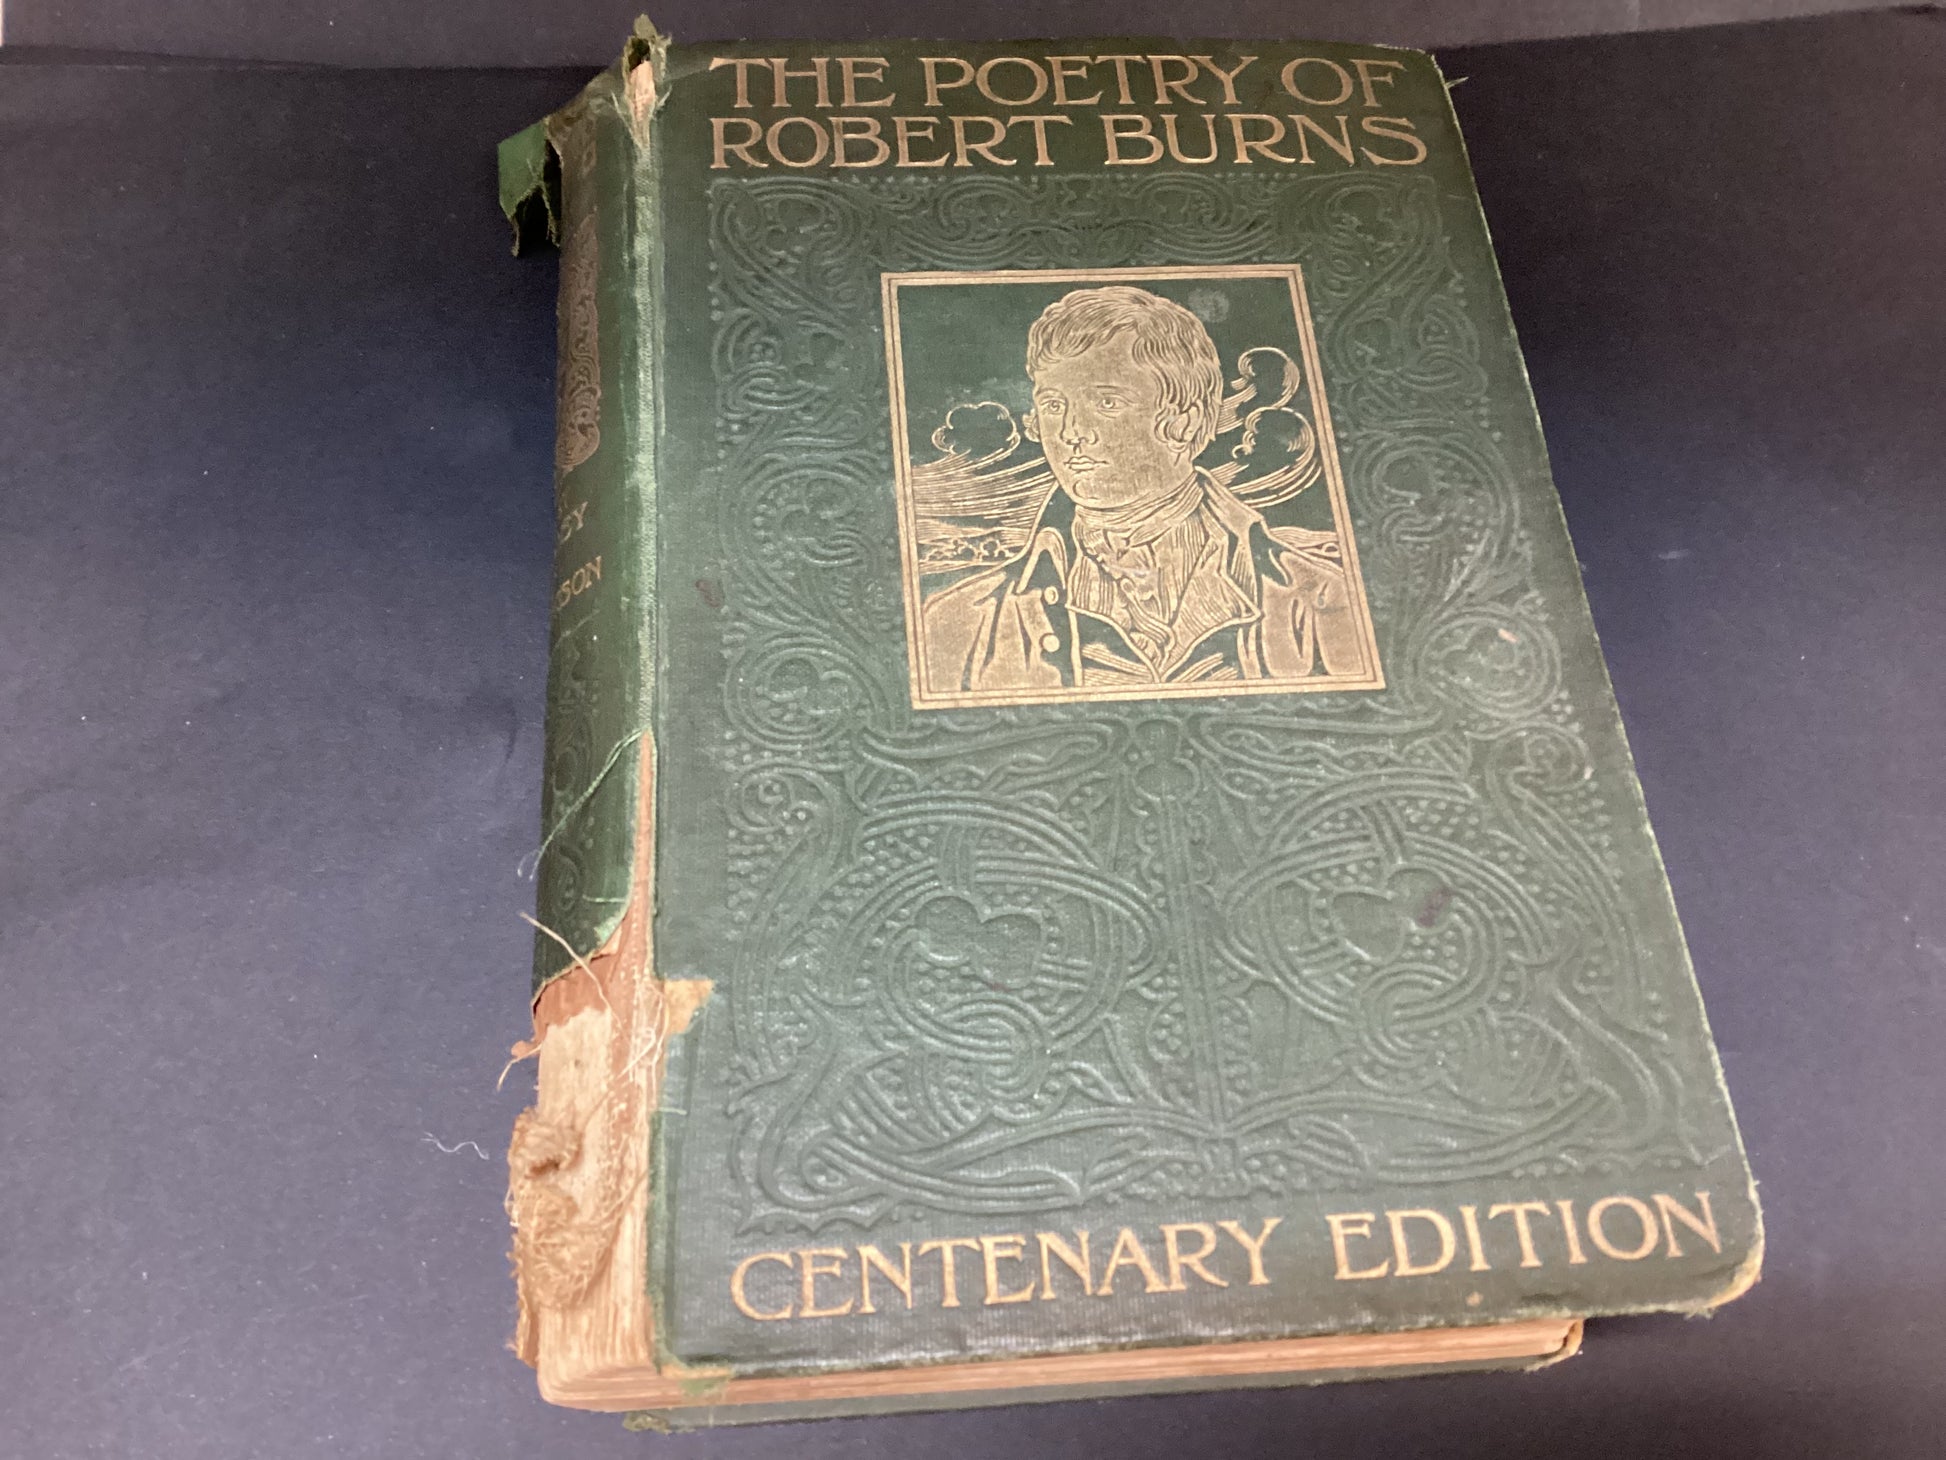 THE POETRY OF
ROBERT BURNS
CENTENARY EDITION